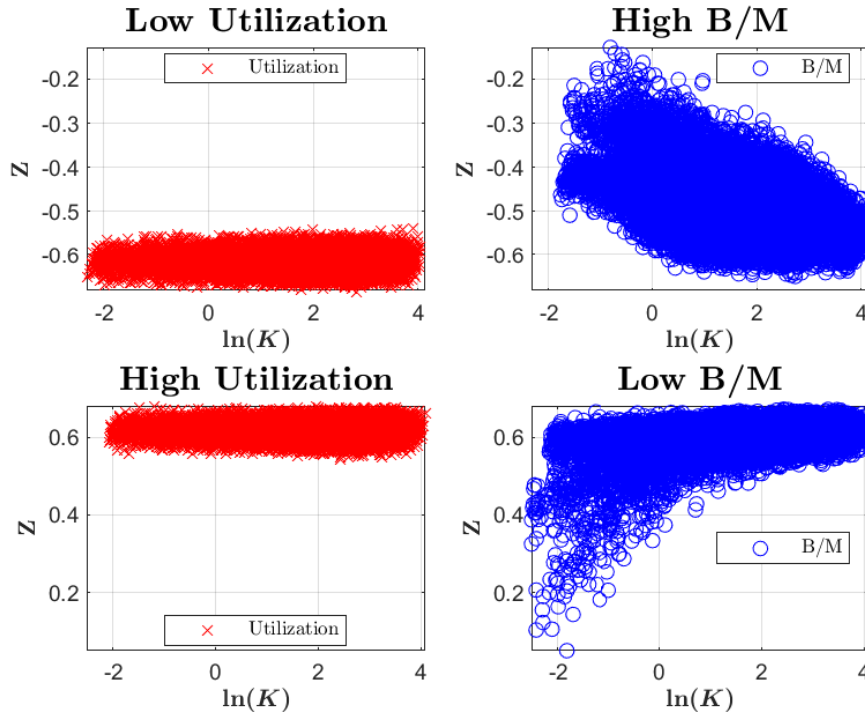 Low Utilization
Utilization
-0.2
-0.3
-0.4
-0.5
-0.6
Z
-2 0 2 4
ln(K)
High B/M
B/M
-0.2
-0.3
-0.4
-0.5
-0.6
Z
-2 0 2 4
ln(K)
High Utilization
0.6
0.4
0.2
Z
Utilization
-2 0 2 4
ln(K)
Low B/M
0.6
0.4
0.2
Z
B/M
-2 0 2 4
ln(K)